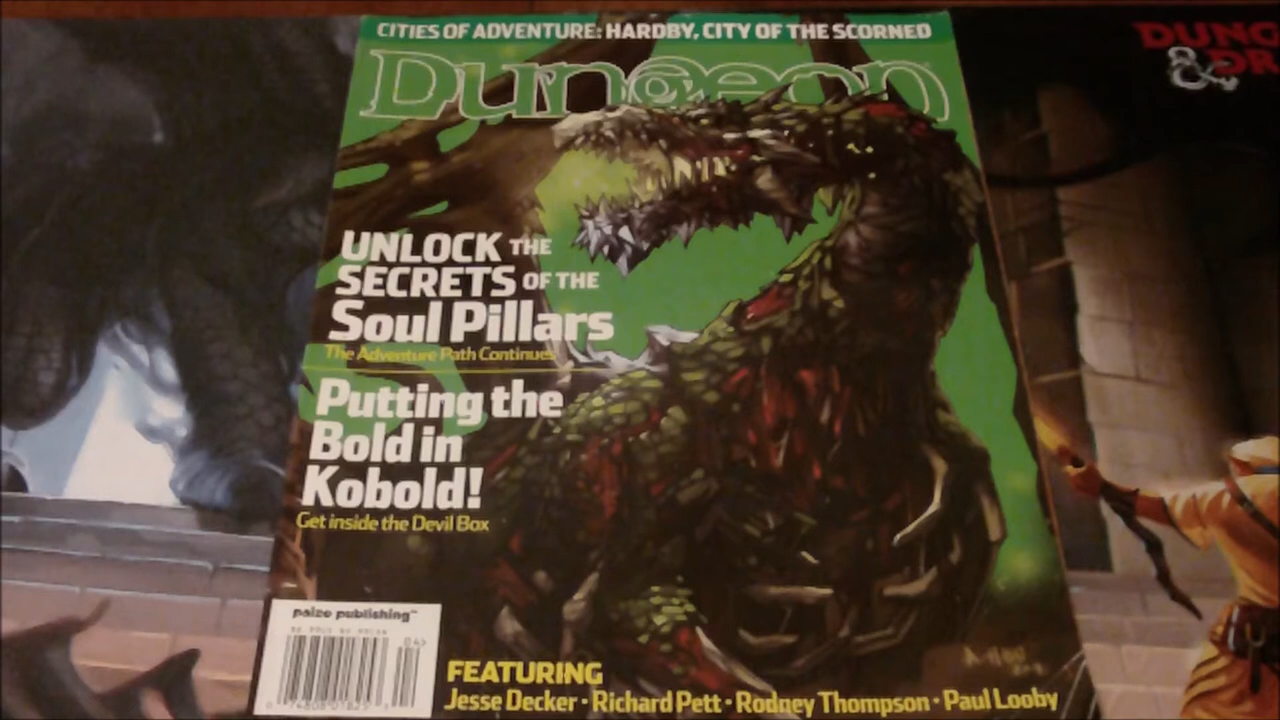 CITIES OF ADVENTURE: HARDBY, CITY OF THE SCORNED
Dungeon
DUNG
& DR
UNLOCK THE
SECRETS OF THE
Soul Pillars
The Adventure Path Continues
Putting the
Bold in
Kobold!
Get inside the Devil Box
paizo publishing™
04
FEATURING
Jesse Decker · Richard Pett · Rodney Thompson · Paul Looby